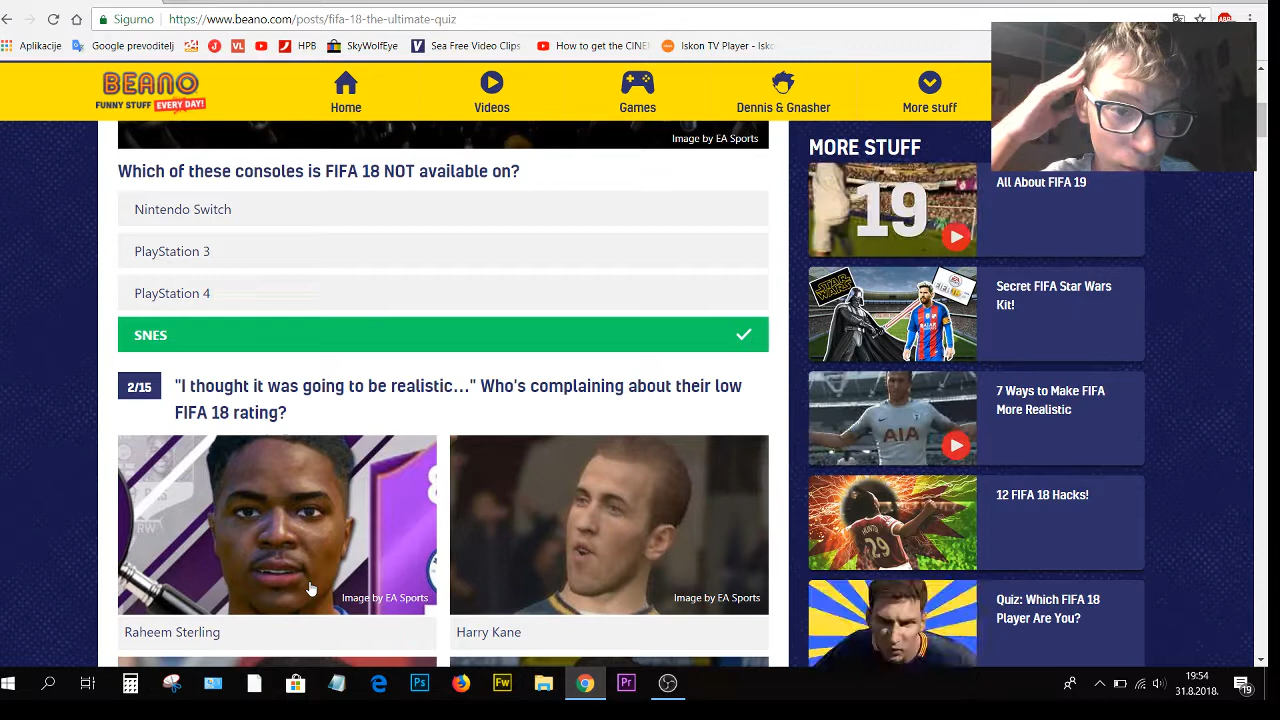 Sigurno
https://www.beano.com/posts/fifa-18-the-ultimate-quiz
Aplikacije
Google prevoditelj
HPB
SkyWolfEye
Sea Free Video Clips
How to get the CINE
Iskon TV Player - Isk
BEANO
FUNNY STUFF EVERY DAY!
Home
Videos
Games
Dennis & Gnasher
More stuff
Image by EA Sports
Which of these consoles is FIFA 18 NOT available on?
Nintendo Switch
PlayStation 3
PlayStation 4
SNES
2/15
"I thought it was going to be realistic..." Who's complaining about their low
FIFA 18 rating?
Image by EA Sports
Image by EA Sports
Raheem Sterling
Harry Kane
MORE STUFF
19
All About FIFA 19
STAR WARS
Secret FIFA Star Wars
Kit!
AIA
7 Ways to Make FIFA
More Realistic
29
12 FIFA 18 Hacks!
Quiz: Which FIFA 18
Player Are You?
19:54
31.8.2018.
19